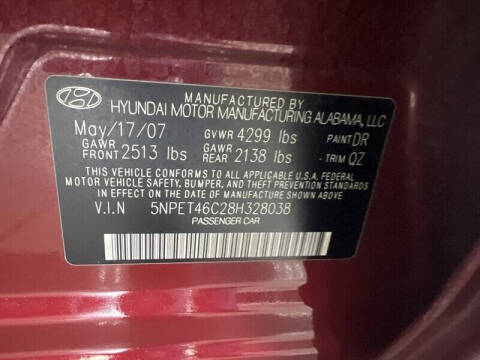 MANUFACTURED BY
HYUNDAI MOTOR MANUFACTURING ALABAMA, LLC
May/17/07 GVWR 4299 lbs PAINT DR
GAWR FRONT 2513 lbs GAWR REAR 2138 lbs TRIM QZ
THIS VEHICLE CONFORMS TO ALL APPLICABLE U.S.A. FEDERAL
MOTOR VEHICLE SAFETY, BUMPER, AND THEFT PREVENTION
STANDARDS IN EFFECT ON THE DATE OF MANUFACTURE SHOWN ABOVE
V.I.N 5NPET46C28H328038
PASSENGER CAR